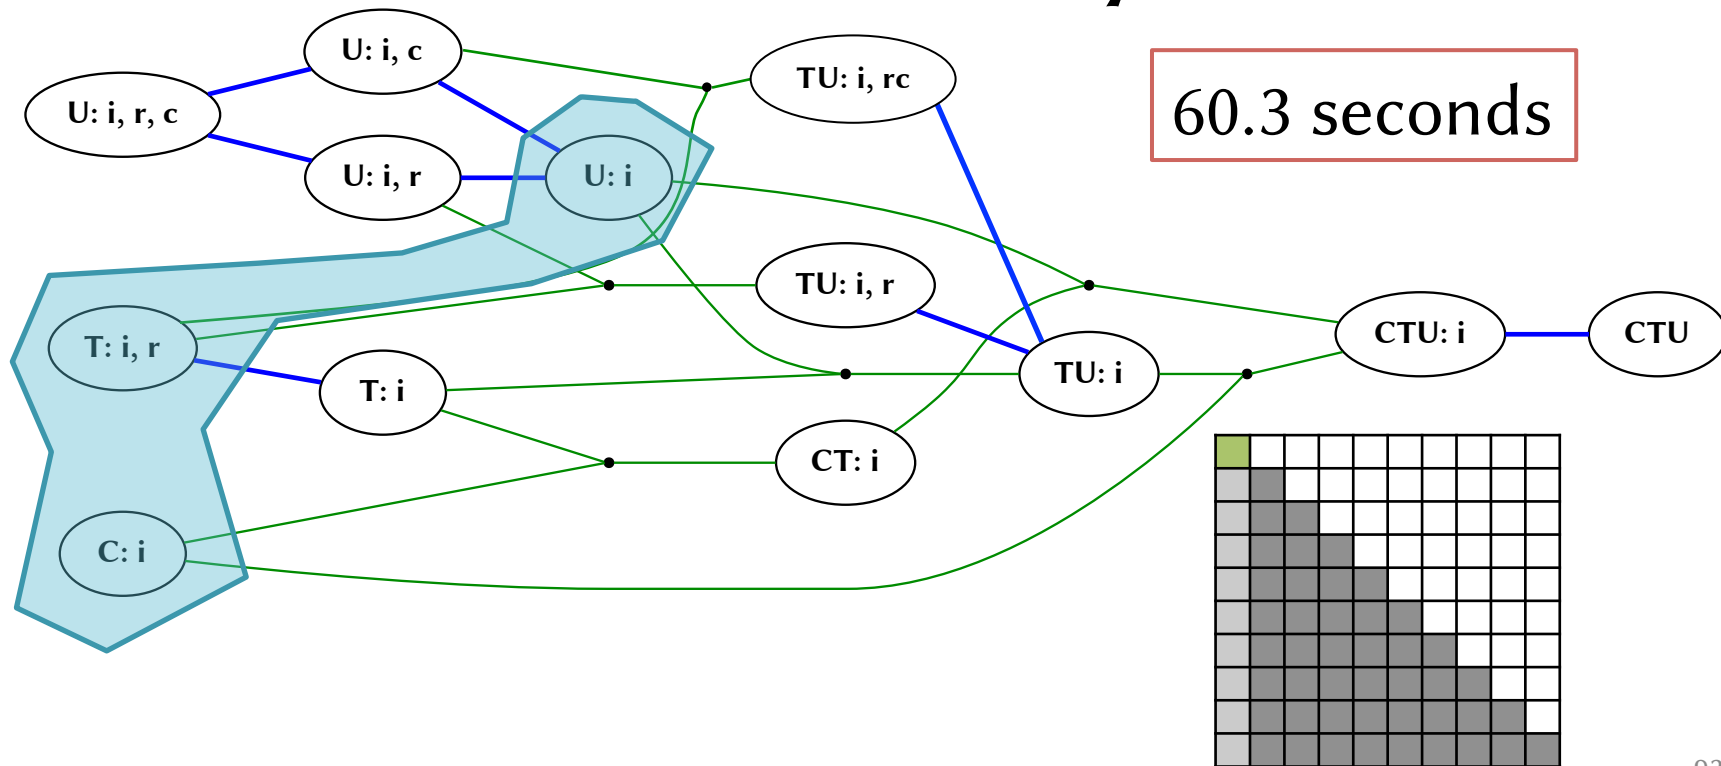 U: i, c
TU: i, rc
60.3 seconds
U: i, r, c
U: i, r
U: i
TU: i, r
T: i, r
CTU: i
CTU
T: i
TU: i
CT: i
C: i